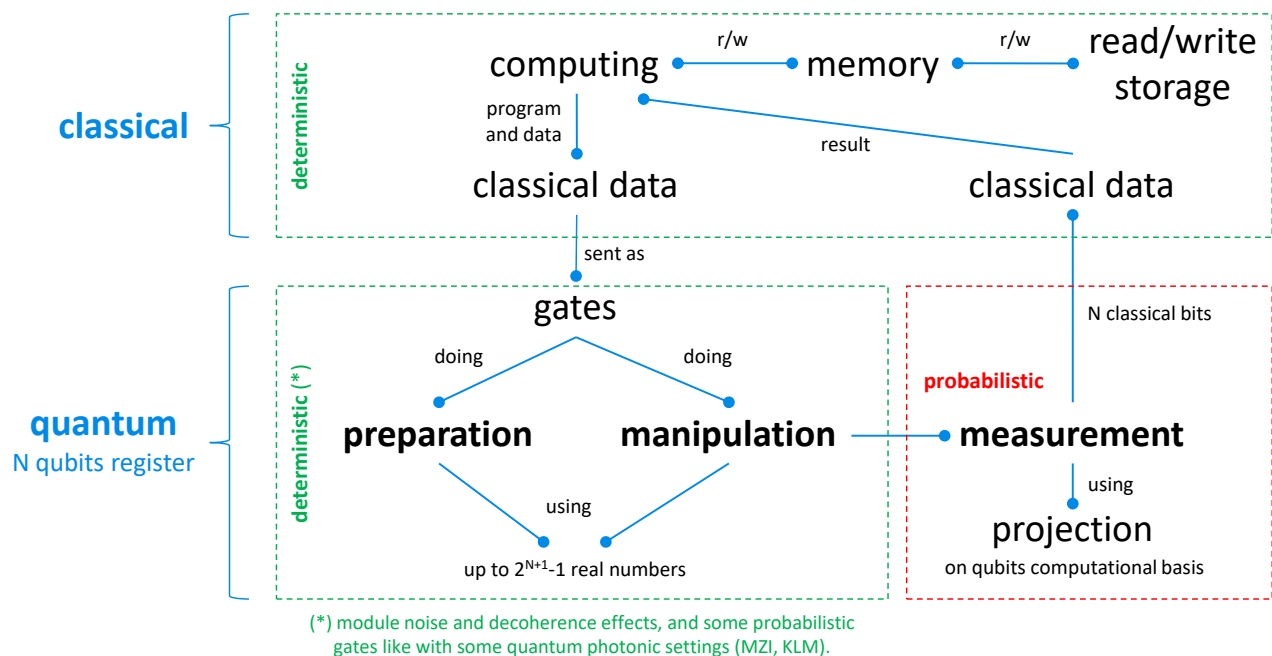 classical
deterministic
computing
r/w
memory
r/w
read/write
storage
program
and data
result
classical data
classical data
sent as
quantum
N qubits register
deterministic (*)
gates
doing
doing
preparation
manipulation
using
up to 2ᴺ⁺¹-1 real numbers
N classical bits
probabilistic
measurement
using
projection
on qubits computational basis
(*) module noise and decoherence effects, and some probabilistic
gates like with some quantum photonic settings (MZI, KLM).